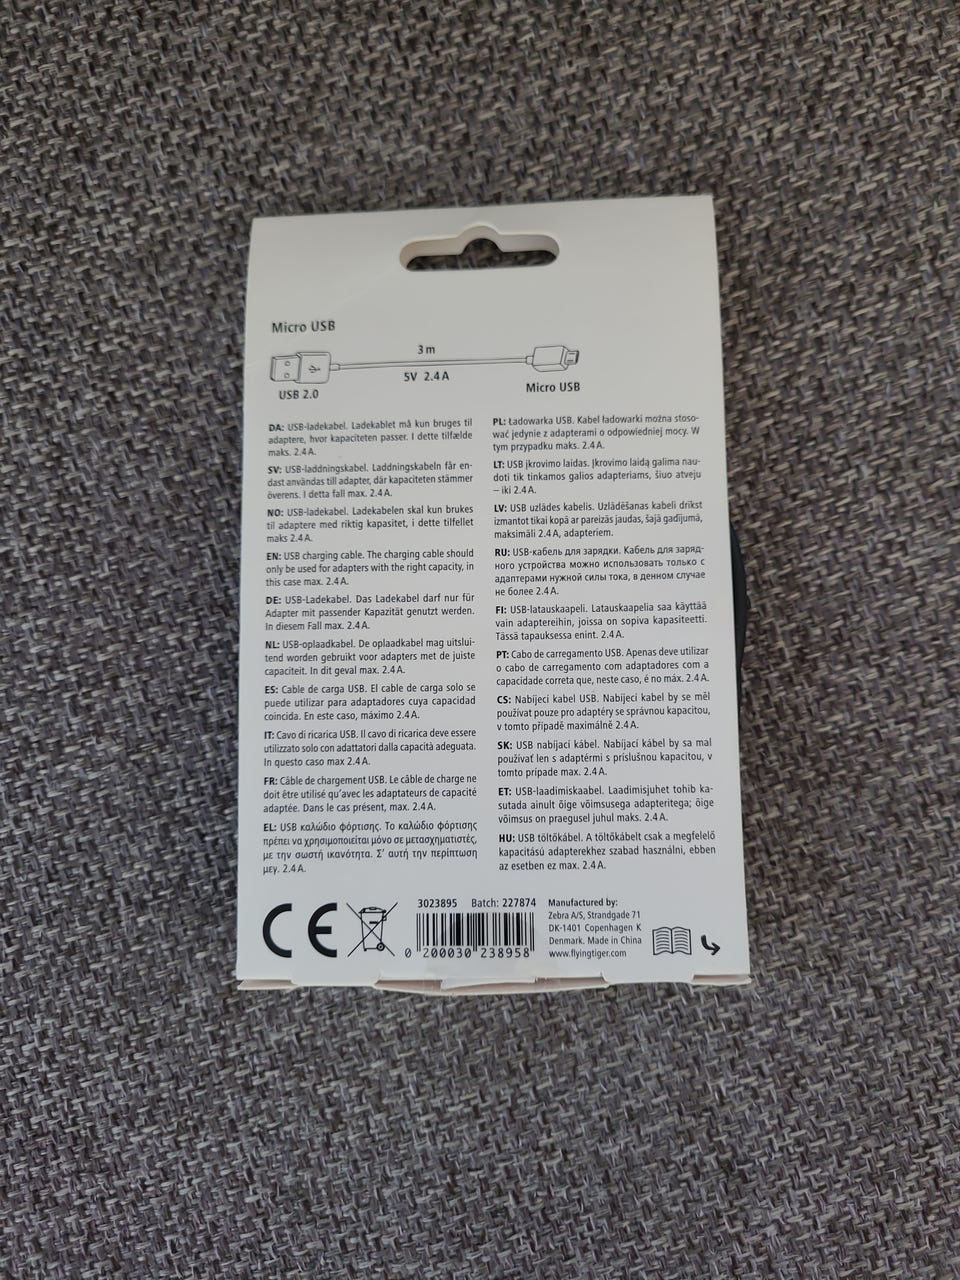 Micro USB
3 m
5V 2.4 A
USB 2.0
Micro USB
DA: USB-ladekabel. Ladekablet må kun bruges til
adaptere, hvor kapaciteten passer. I dette tilfælde
maks. 2.4 A.
SV: USB-laddningskabel. Laddningskabeln får en-
dast användas till adapter, där kapaciteten stämmer
överens. I detta fall max. 2.4 A.
NO: USB-ladekabel. Ladekabelen skal kun brukes
til adaptere med riktig kapasitet, i dette tilfellet
maks 2.4 A.
EN: USB charging cable. The charging cable should
only be used for adapters with the right capacity, in
this case max. 2.4 A.
DE: USB-Ladekabel. Das Ladekabel darf nur für
Adapter mit passender Kapazität genutzt werden.
In diesem Fall max. 2.4 A.
NL: USB-oplaadkabel. De oplaadkabel mag uitslui-
tend worden gebruikt voor adapters met de juiste
capaciteit. In dit geval max. 2.4 A.
ES: Cable de carga USB. El cable de carga solo se
puede utilizar para adaptadores cuya capacidad
coincida. En este caso, máximo 2.4 A.
IT: Cavo di ricarica USB. Il cavo di ricarica deve essere
utilizzato solo con adattatori dalla capacità adeguata.
In questo caso max 2.4 A.
FR: Câble de chargement USB. Le câble de charge ne
doit être utilisé qu'avec les adaptateurs de capacité
adaptée. Dans le cas présent, max. 2.4 A.
EL: USB καλώδιο φόρτισης. Το καλώδιο φόρτισης
πρέπει να χρησιμοποιείται μόνο σε μετασχηματιστές,
με την σωστή ικανότητα. Σ' αυτή την περίπτωση
μεγ. 2.4 A.
PL: Ładowarka USB. Kabel ładowarki można stoso-
wać jedynie z adapterami o odpowiedniej mocy. W
tym przypadku maks. 2.4 A.
LT: USB įkrovimo laidas. Įkrovimo laidą galima nau-
doti tik tinkamos galios adapteriams, šiuo atveju
– iki 2.4 A.
LV: USB uzlādes kabelis. Uzlādēšanas kabeli drīkst
izmantot tikai kopā ar pareizās jaudas, šajā gadījumā,
maksimāli 2.4 A, adapteriem.
RU: USB-кабель для зарядки. Кабель для заряд-
ного устройства можно использовать только с
адаптерами нужной силы тока, в денном случае
не более 2.4 A.
FI: USB-latauskaapeli. Latauskaapelia saa käyttää
vain adaptereihin, joissa on sopiva kapasiteetti.
Tässä tapauksessa enint. 2.4 A.
PT: Cabo de carregamento USB. Apenas deve utilizar
o cabo de carregamento com adaptadores com a
capacidade correta que, neste caso, é no máx. 2.4 A.
CS: Nabíjecí kabel USB. Nabíjecí kabel by se měl
používat pouze pro adaptéry se správnou kapacitou,
v tomto případě maximálně 2.4 A.
SK: USB nabíjací kábel. Nabíjací kábel by sa mal
používať len s adaptérmi s príslušnou kapacitou, v
tomto prípade max. 2.4 A.
ET: USB-laadimiskaabel. Laadimisjuhet tohib ka-
sutada ainult õige võimsusega adapteritega; õige
võimsus on praegusel juhul maks. 2.4 A.
HU: USB töltőkábel. A töltőkábelt csak a megfelelő
kapacitású adapterekhez szabad használni, ebben
az esetben ez max. 2.4 A.
CE
3023895 Batch: 227874
0 200030 238958
Manufactured by:
Zebra A/S, Strandgade 71
DK-1401 Copenhagen K
Denmark. Made in China
www.flyingtiger.com